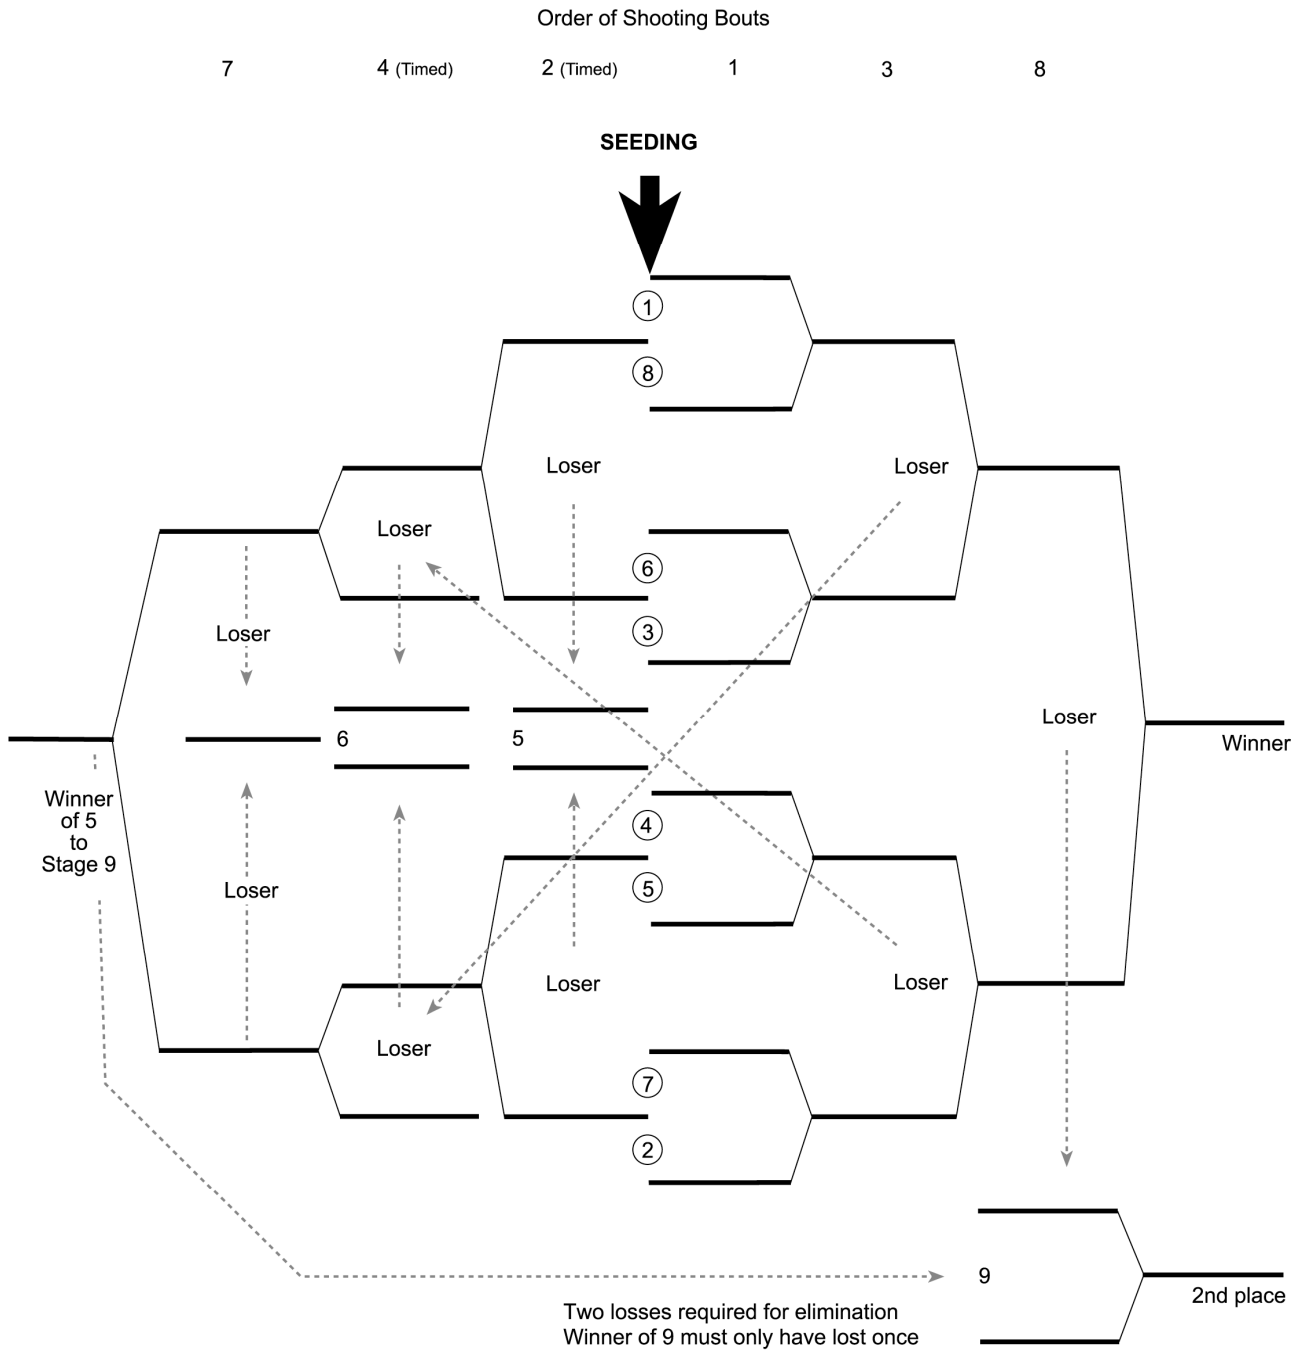 Order of Shooting Bouts
7 4 (Timed) 2 (Timed) 1 3 8
SEEDING
1
8
Loser Loser
Loser
6
3
Loser
Loser
6 5
Winner
Winner
of 5
to
Stage 9
4
5
Loser
Loser Loser
Loser
7
2
9
2nd place
Two losses required for elimination
Winner of 9 must only have lost once